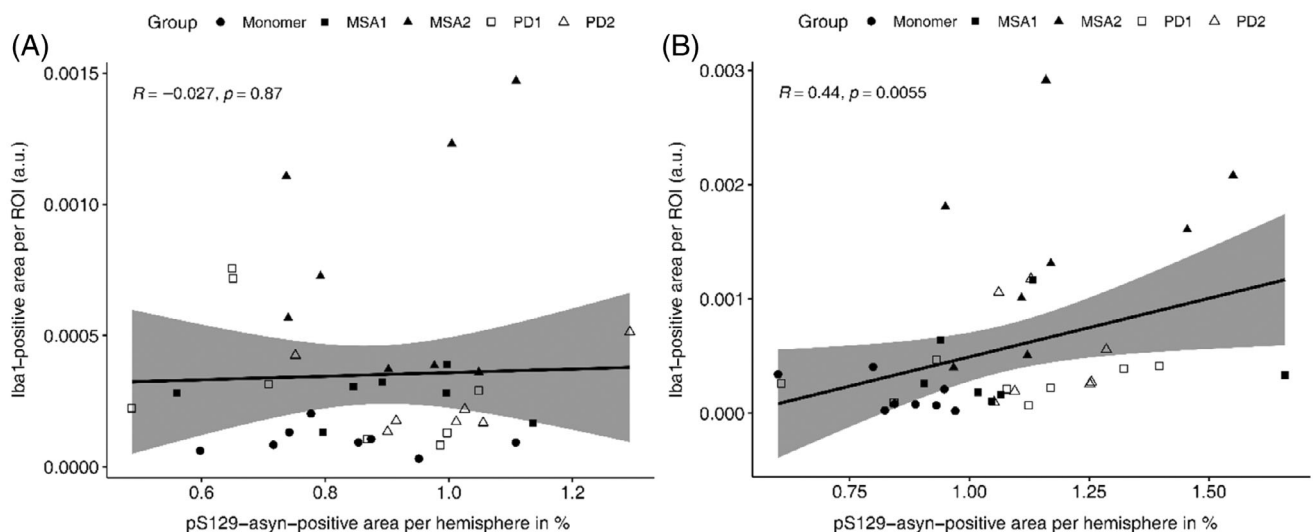 (A)
Group Monomer MSA1 MSA2 PD1 PD2
R = −0.027, p = 0.87
Iba1−positive area per ROI (a.u.)
0.0015
0.0010
0.0005
0.0000
0.6 0.8 1.0 1.2
pS129−asyn−positive area per hemisphere in %
(B)
Group Monomer MSA1 MSA2 PD1 PD2
R = 0.44, p = 0.0055
Iba1−positive area per ROI (a.u.)
0.003
0.002
0.001
0.000
0.75 1.00 1.25 1.50
pS129−asyn−positive area per hemisphere in %